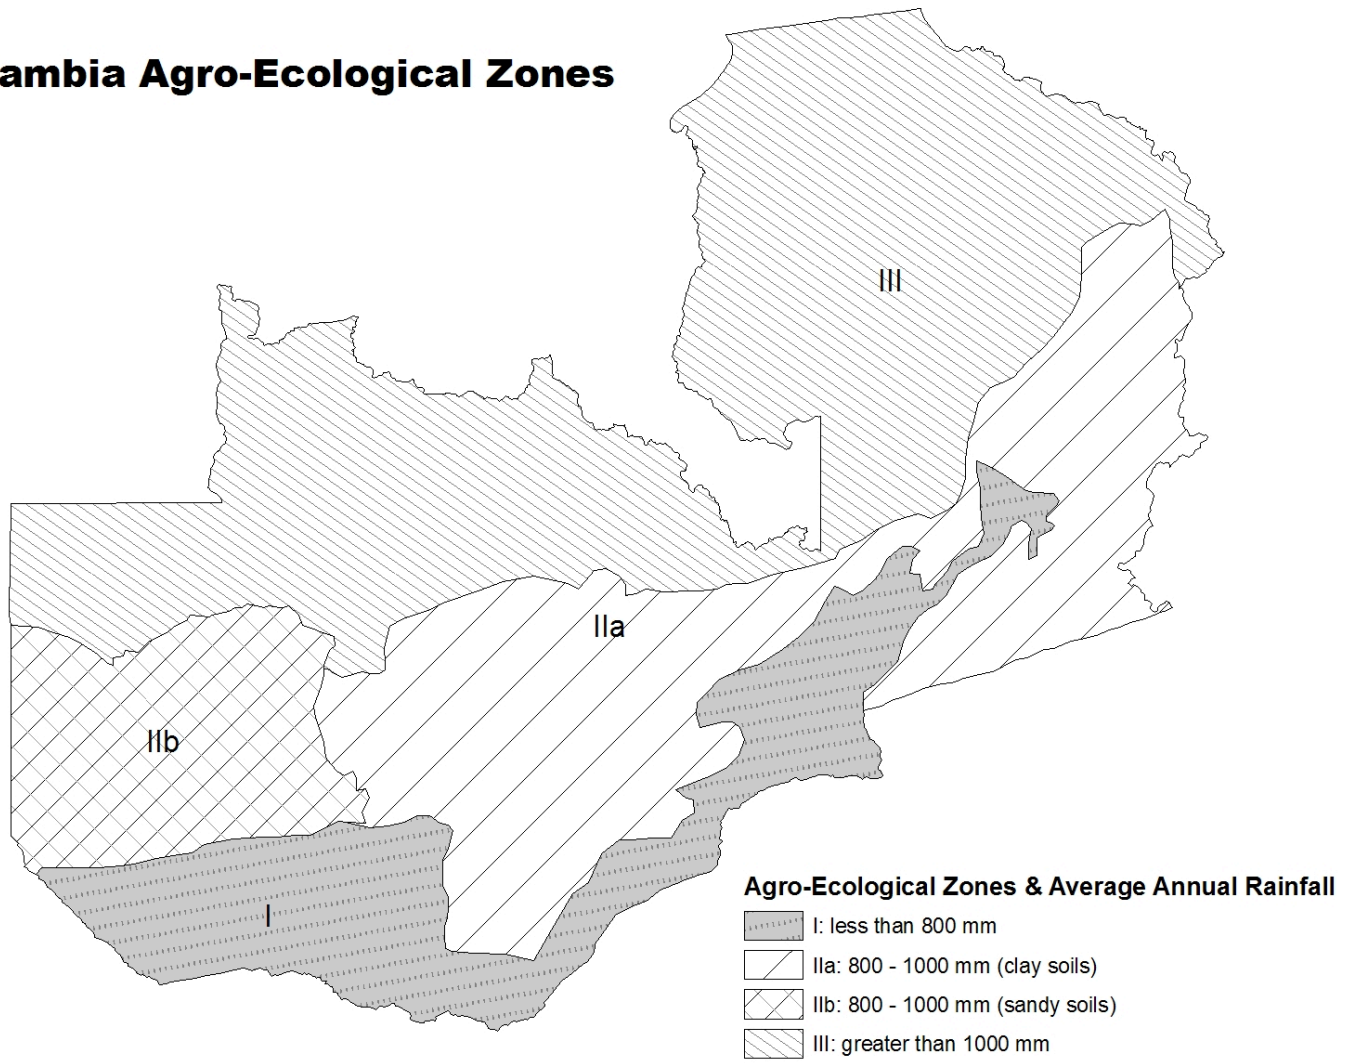 ambia Agro-Ecological Zones
III
IIa
IIb
I
Agro-Ecological Zones & Average Annual Rainfall
I: less than 800 mm
IIa: 800 - 1000 mm (clay soils)
IIb: 800 - 1000 mm (sandy soils)
III: greater than 1000 mm